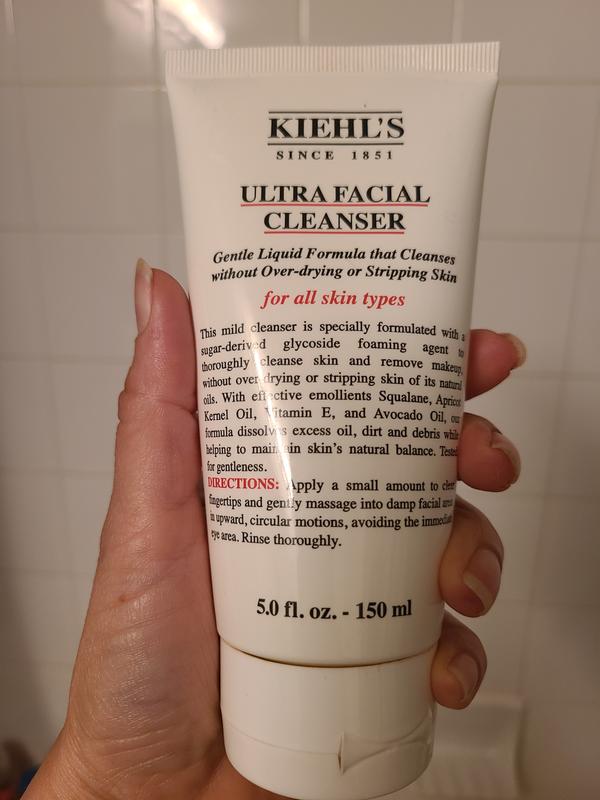 KIEHL'S
SINCE 1851
ULTRA FACIAL
CLEANSER
Gentle Liquid Formula that Cleanses
without Over-drying or Stripping Skin
for all skin types
This mild cleanser is specially formulated with a
sugar-derived glycoside foaming agent to
thoroughly cleanse skin and remove makeup,
without over-drying or stripping skin of its natural
oils. With effective emollients Squalane, Apricot
Kernel Oil, Vitamin E, and Avocado Oil, our
formula dissolves excess oil, dirt and debris while
helping to maintain skin's natural balance. Tested
for gentleness.
DIRECTIONS: Apply a small amount to clean
fingertips and gently massage into damp facial area
in upward, circular motions, avoiding the immediate
eye area. Rinse thoroughly.
5.0 fl. oz. - 150 ml